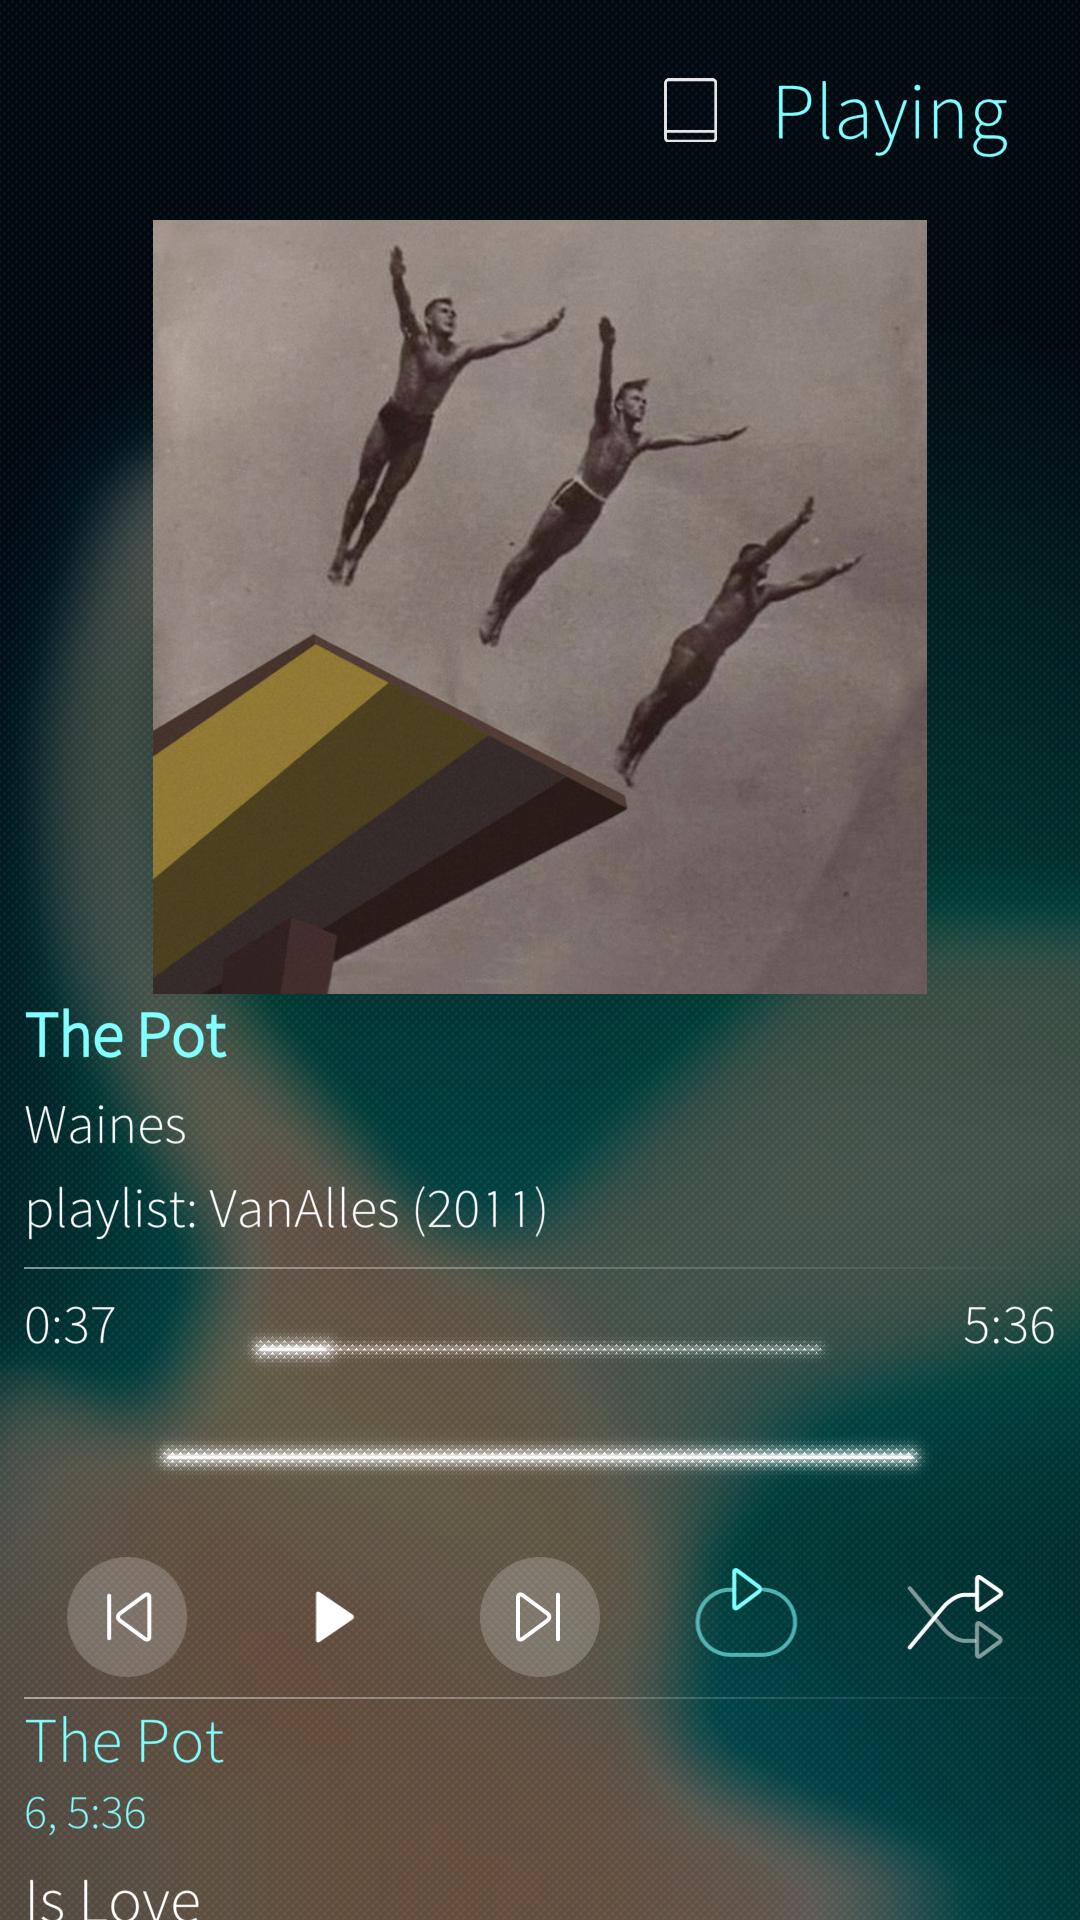 Playing
The Pot
Waines
playlist: VanAlles (2011)
0:37
5:36
The Pot
6, 5:36
Is Love